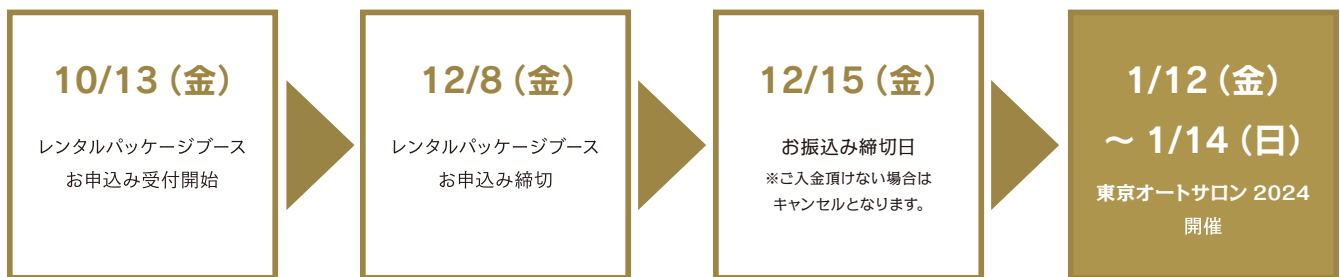 10/13（金）
レンタルパッケージブース
お申込み受付開始
12/8（金）
レンタルパッケージブース
お申込み締切
12/15（金）
お振込み締切日
※ご入金頂けない場合は
キャンセルとなります。
1/12（金）
～ 1/14（日）
東京オートサロン 2024
開催